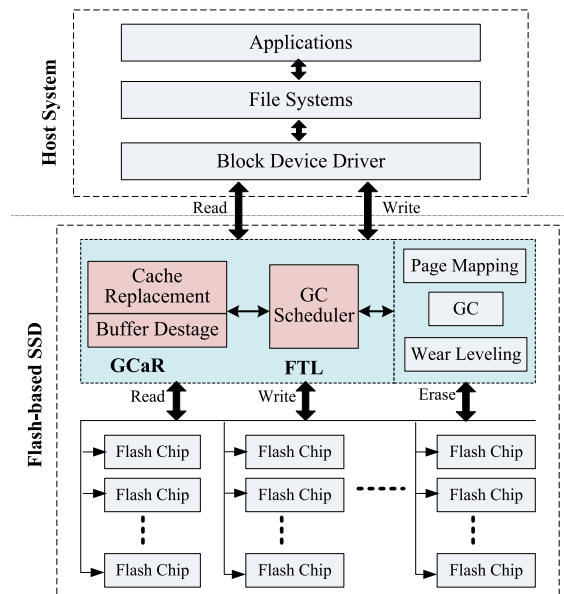 Host System
Applications
File Systems
Block Device Driver
Read
Write
Flash-based SSD
Cache
Replacement
Buffer Destage
GC
Scheduler
GCaR
FTL
Page Mapping
GC
Wear Leveling
Read
Write
Erase
Flash Chip
Flash Chip
Flash Chip
Flash Chip
Flash Chip
Flash Chip
Flash Chip
Flash Chip
Flash Chip